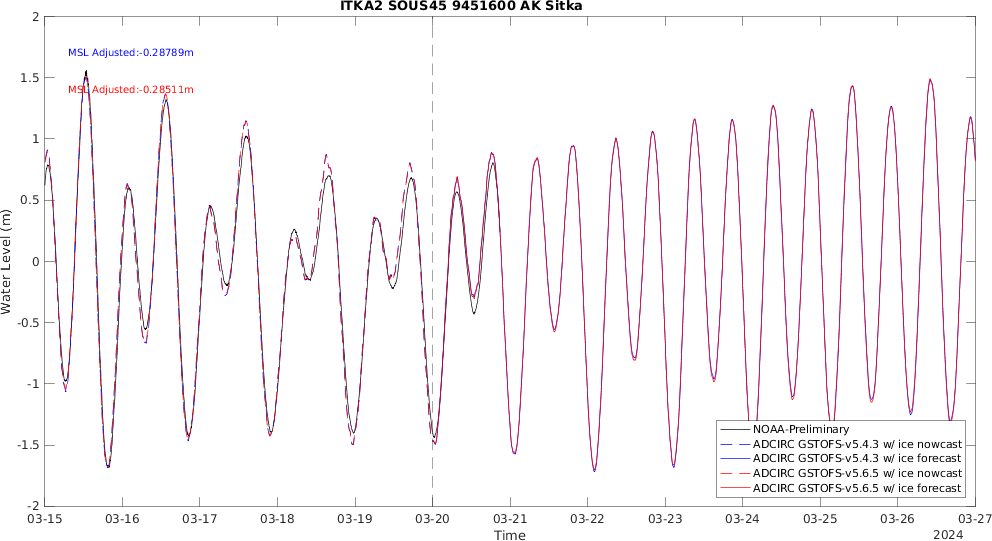 ITKA2 SOUS45 9451600 AK Sitka
2
1.5
1
0.5
0
-0.5
-1
-1.5
-2
Water Level (m)
MSL Adjusted:-0.28789m
MSL Adjusted:-0.28511m
NOAA-Preliminary
ADCIRC GSTOFS-v5.4.3 w/ ice nowcast
ADCIRC GSTOFS-v5.4.3 w/ ice forecast
ADCIRC GSTOFS-v5.6.5 w/ ice nowcast
ADCIRC GSTOFS-v5.6.5 w/ ice forecast
03-15 03-16 03-17 03-18 03-19 03-20 03-21 03-22 03-23 03-24 03-25 03-26 03-27
Time
2024